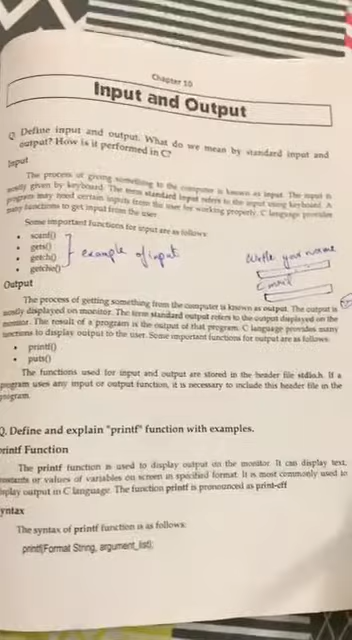 Chapter 10
Input and Output
Q. Define input and output. What do we mean by standard input and
output? How is it performed in C?
Input
The process of giving something to the computer is known as input. The input is
mostly given by keyboard. The term standard input refers to the input using keyboard. A
program may need certain inputs from the user for working properly. C language provides
many functions to get input from the user.
Some important functions for input are as follows:
• scanf()
• gets()
• getch()
• getche()
example of input
Write your name
Email
Output
The process of getting something from the computer is known as output. The output is
mostly displayed on monitor. The term standard output refers to the output displayed on the
monitor. The result of a program is the output of that program. C language provides many
functions to display output to the user. Some important functions for output are as follows:
• printf()
• puts()
The functions used for input and output are stored in the header file stdio.h. If a
program uses any input or output function, it is necessary to include this header file in the
program.
Q. Define and explain "printf" function with examples.
printf Function
The printf function is used to display output on the monitor. It can display text,
constants or values of variables on screen in specified format. It is most commonly used to
display output in C language. The function printf is pronounced as print-eff
Syntax
The syntax of printf function is as follows:
printf(Format String, argument_list);